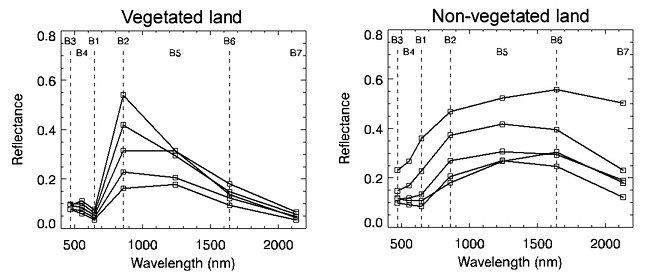 Vegetated land
0.8
0.6
0.4
0.2
0.0
Reflectance
B3
B4
B1
B2
B5
B6
B7
500
1000
1500
2000
Wavelength (nm)
Non-vegetated land
0.8
0.6
0.4
0.2
0.0
Reflectance
B3
B4
B1
B2
B5
B6
B7
500
1000
1500
2000
Wavelength (nm)